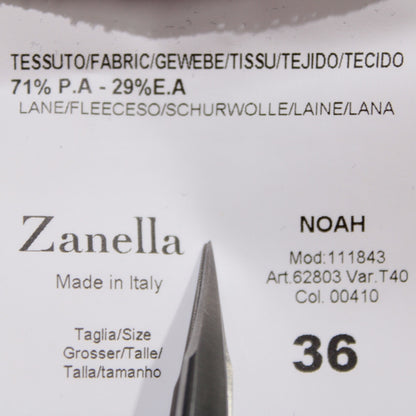 TESSUTO/FABRIC/GEWEBE/TISSU/TEJIDO/TECIDO
71% P.A - 29%E.A
LANE/FLEECESO/SCHURWOLLE/LAINE/LANA
Zanella
Made in Italy
NOAH
Mod:111843
Art.62803 Var.T40
Col. 00410
Taglia/Size
Grosser/Talle/
Talla/tamanho
36